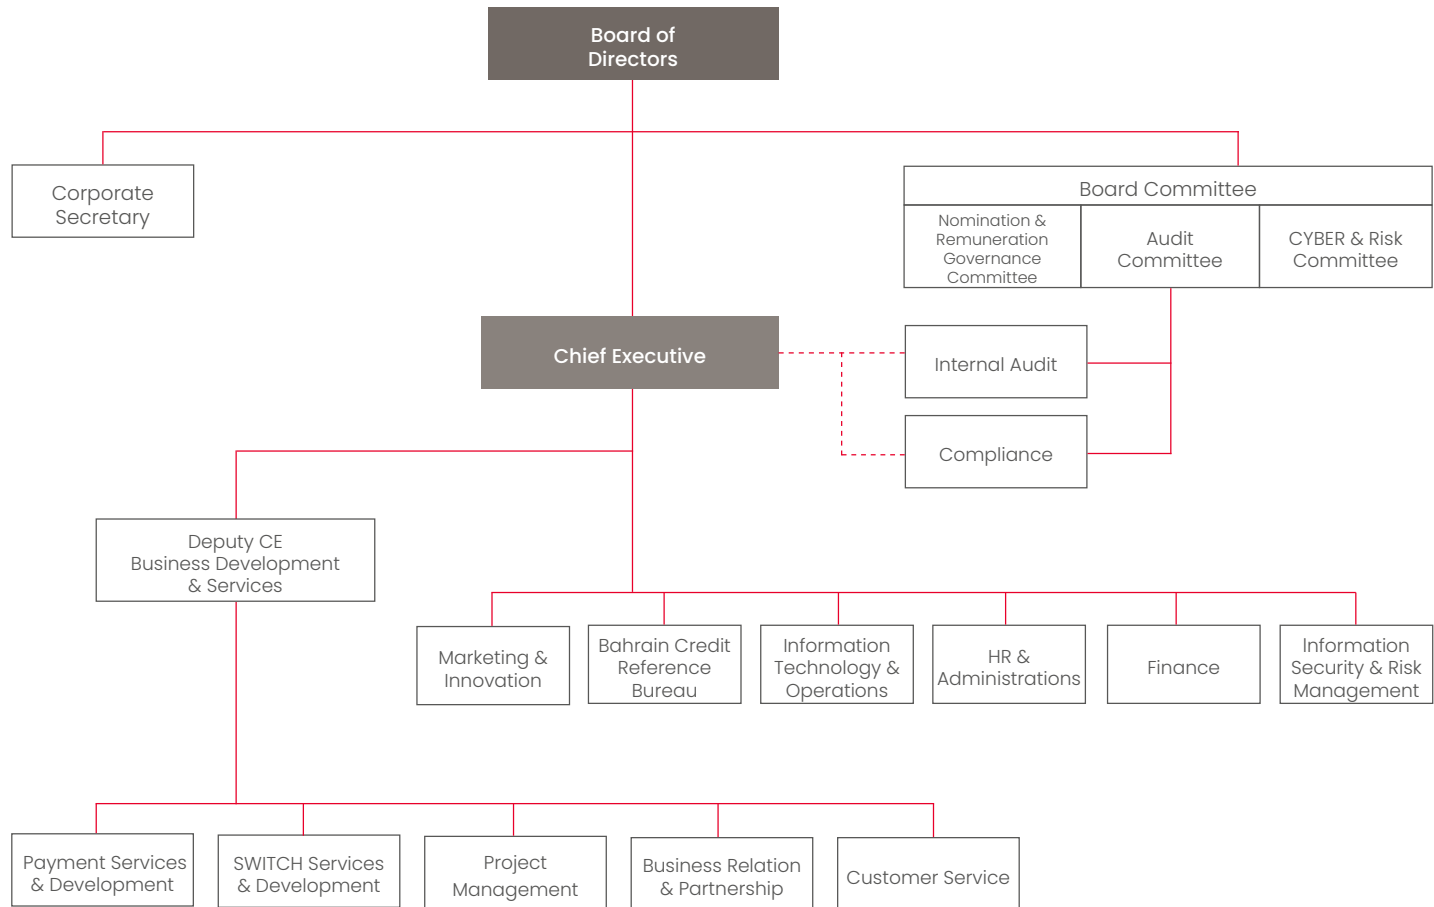 Board of
Directors
Corporate
Secretary
Board Committee
Nomination &
Remuneration
Governance
Committee
Audit
Committee
CYBER & Risk
Committee
Chief Executive
Internal Audit
Compliance
Deputy CE
Business Development
& Services
Marketing &
Innovation
Bahrain Credit
Reference
Bureau
Information
Technology &
Operations
HR &
Administrations
Finance
Information
Security & Risk
Management
Payment Services
& Development
SWITCH Services
& Development
Project
Management
Business Relation
& Partnership
Customer Service